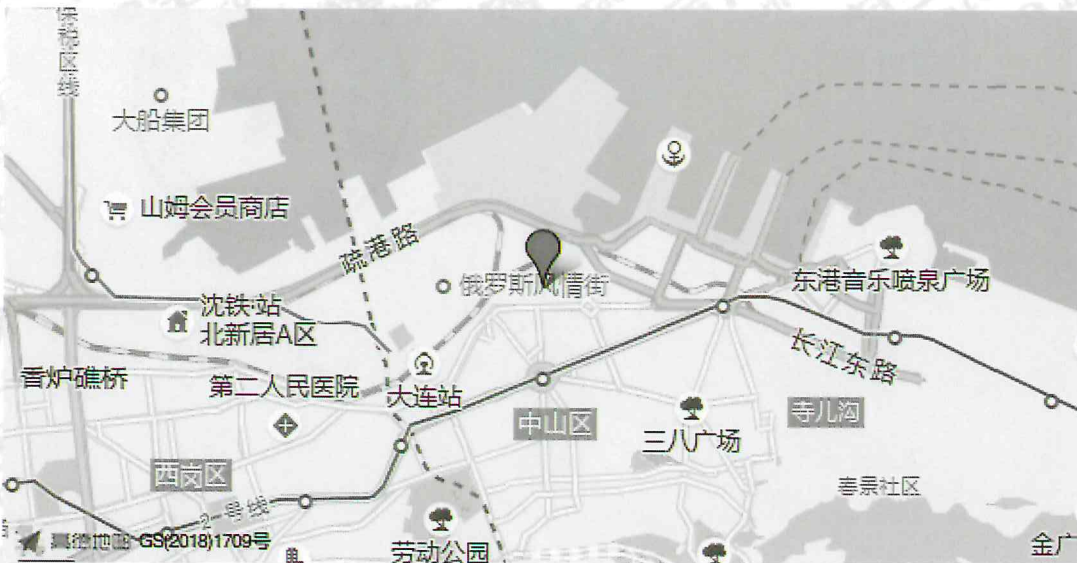 保税区线
大船集团
山姆会员商店
疏港路
俄罗斯风情街
东港音乐喷泉广场
沈铁·站
北新居A区
长江东路
香炉礁桥
第二人民医院
大连站
中山区
三八广场
寺儿沟
西岗区
春景社区
2号线
高德地图 GS(2018)1709号
劳动公园
金广